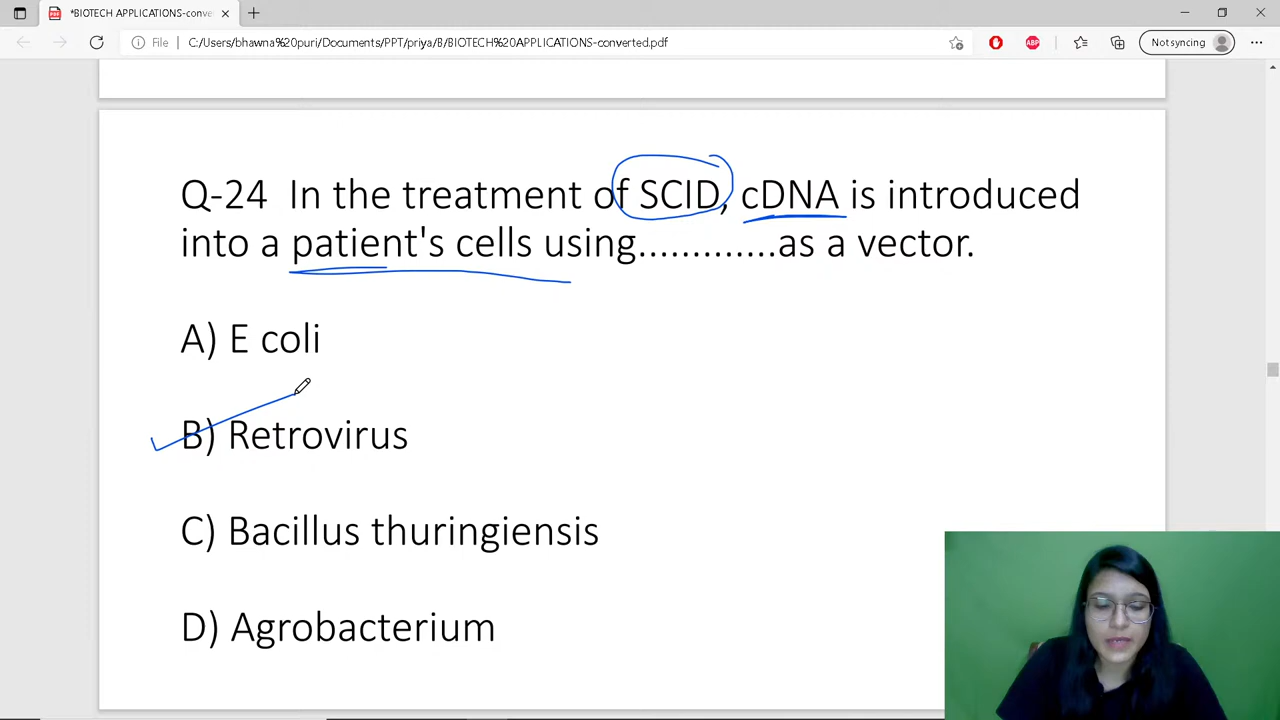 *BIOTECH APPLICATIONS-conve
File
C:/Users/bhawna%20puri/Documents/PPT/priya/B/BIOTECH%20APPLICATIONS-converted.pdf
ABP
Not syncing
Q-24 In the treatment of SCID, cDNA is introduced
into a patient's cells using.............as a vector.
A) E coli
B) Retrovirus
C) Bacillus thuringiensis
D) Agrobacterium